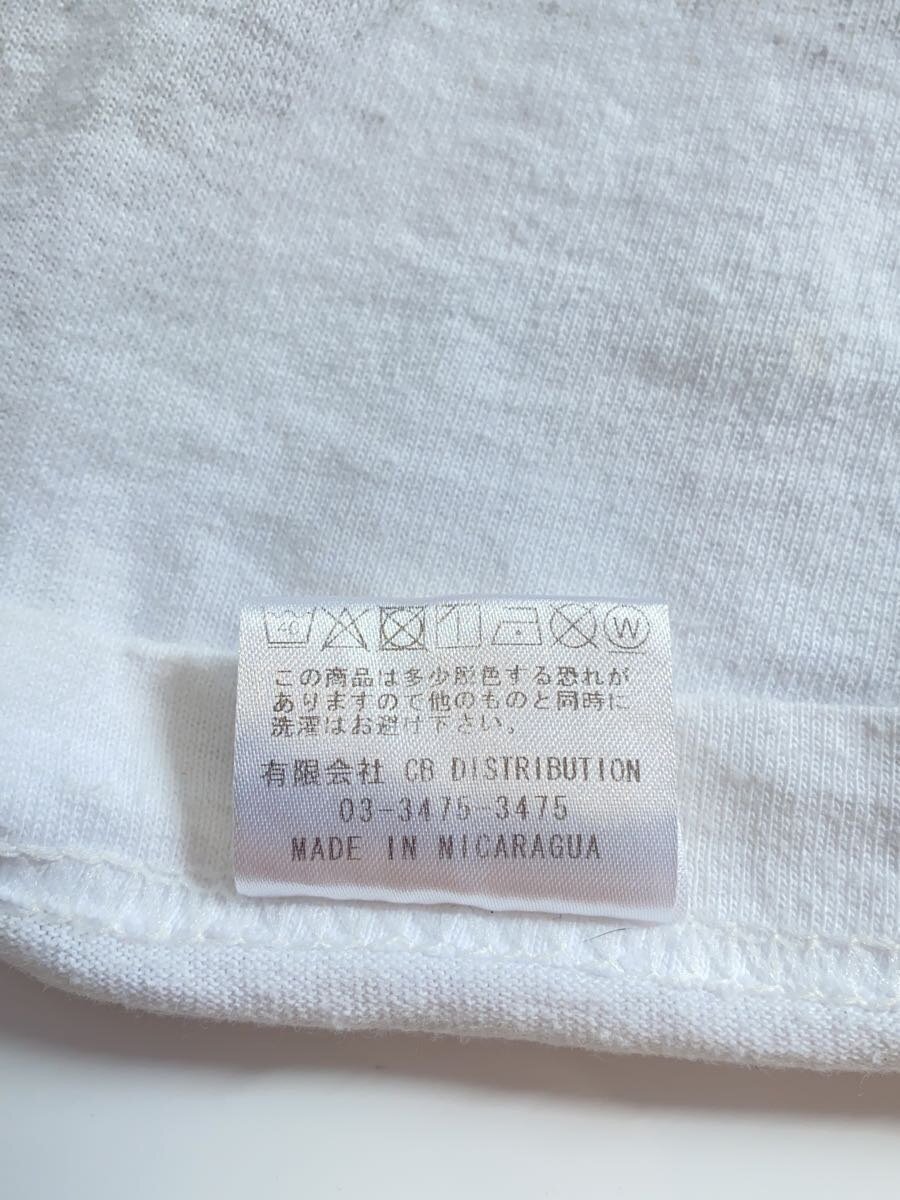 40
W
この商品は多少脱色する恐れが
ありますので他のものと同時に
洗濯はお避け下さい。
有限会社 CB DISTRIBUTION
03-3475-3475
MADE IN NICARAGUA